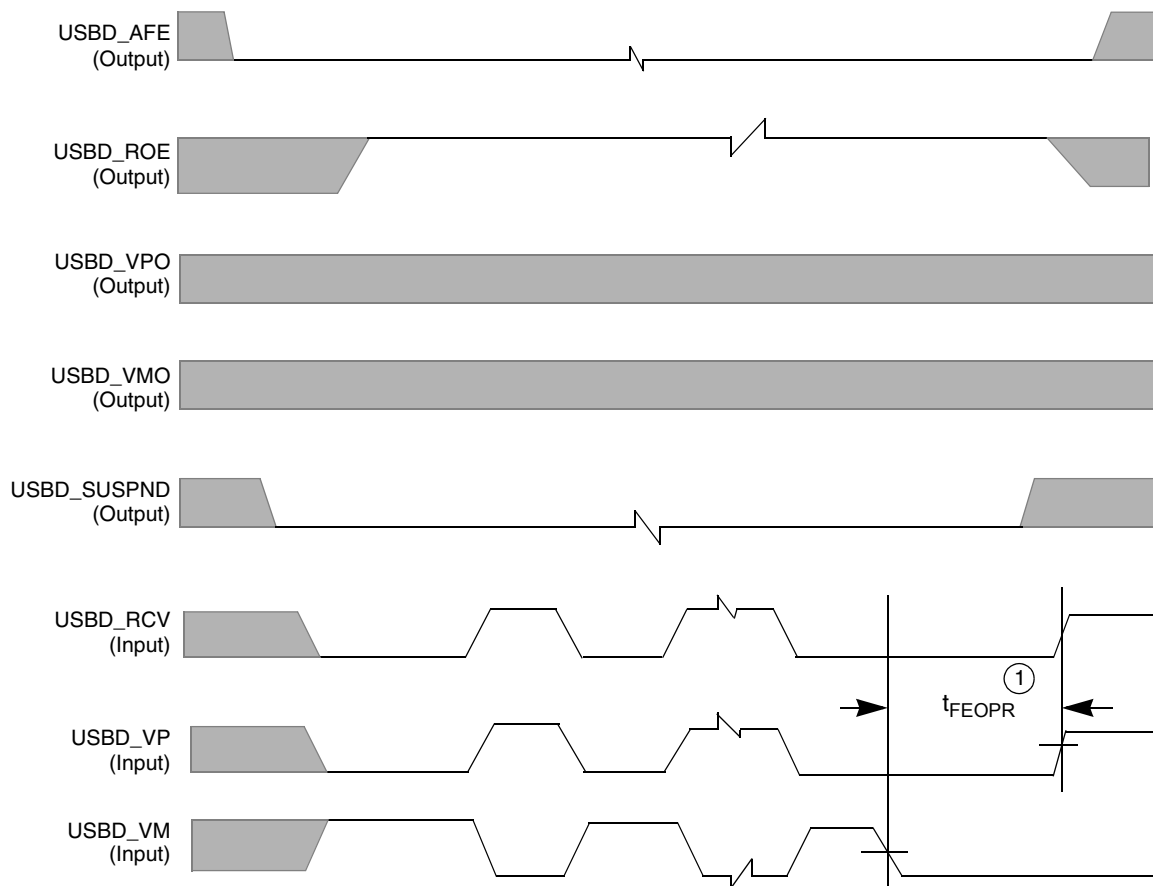 USBD_AFE
(Output)
USBD_ROE
(Output)
USBD_VPO
(Output)
USBD_VMO
(Output)
USBD_SUSPND
(Output)
USBD_RCV
(Input)
1
tFEOPR
USBD_VP
(Input)
USBD_VM
(Input)